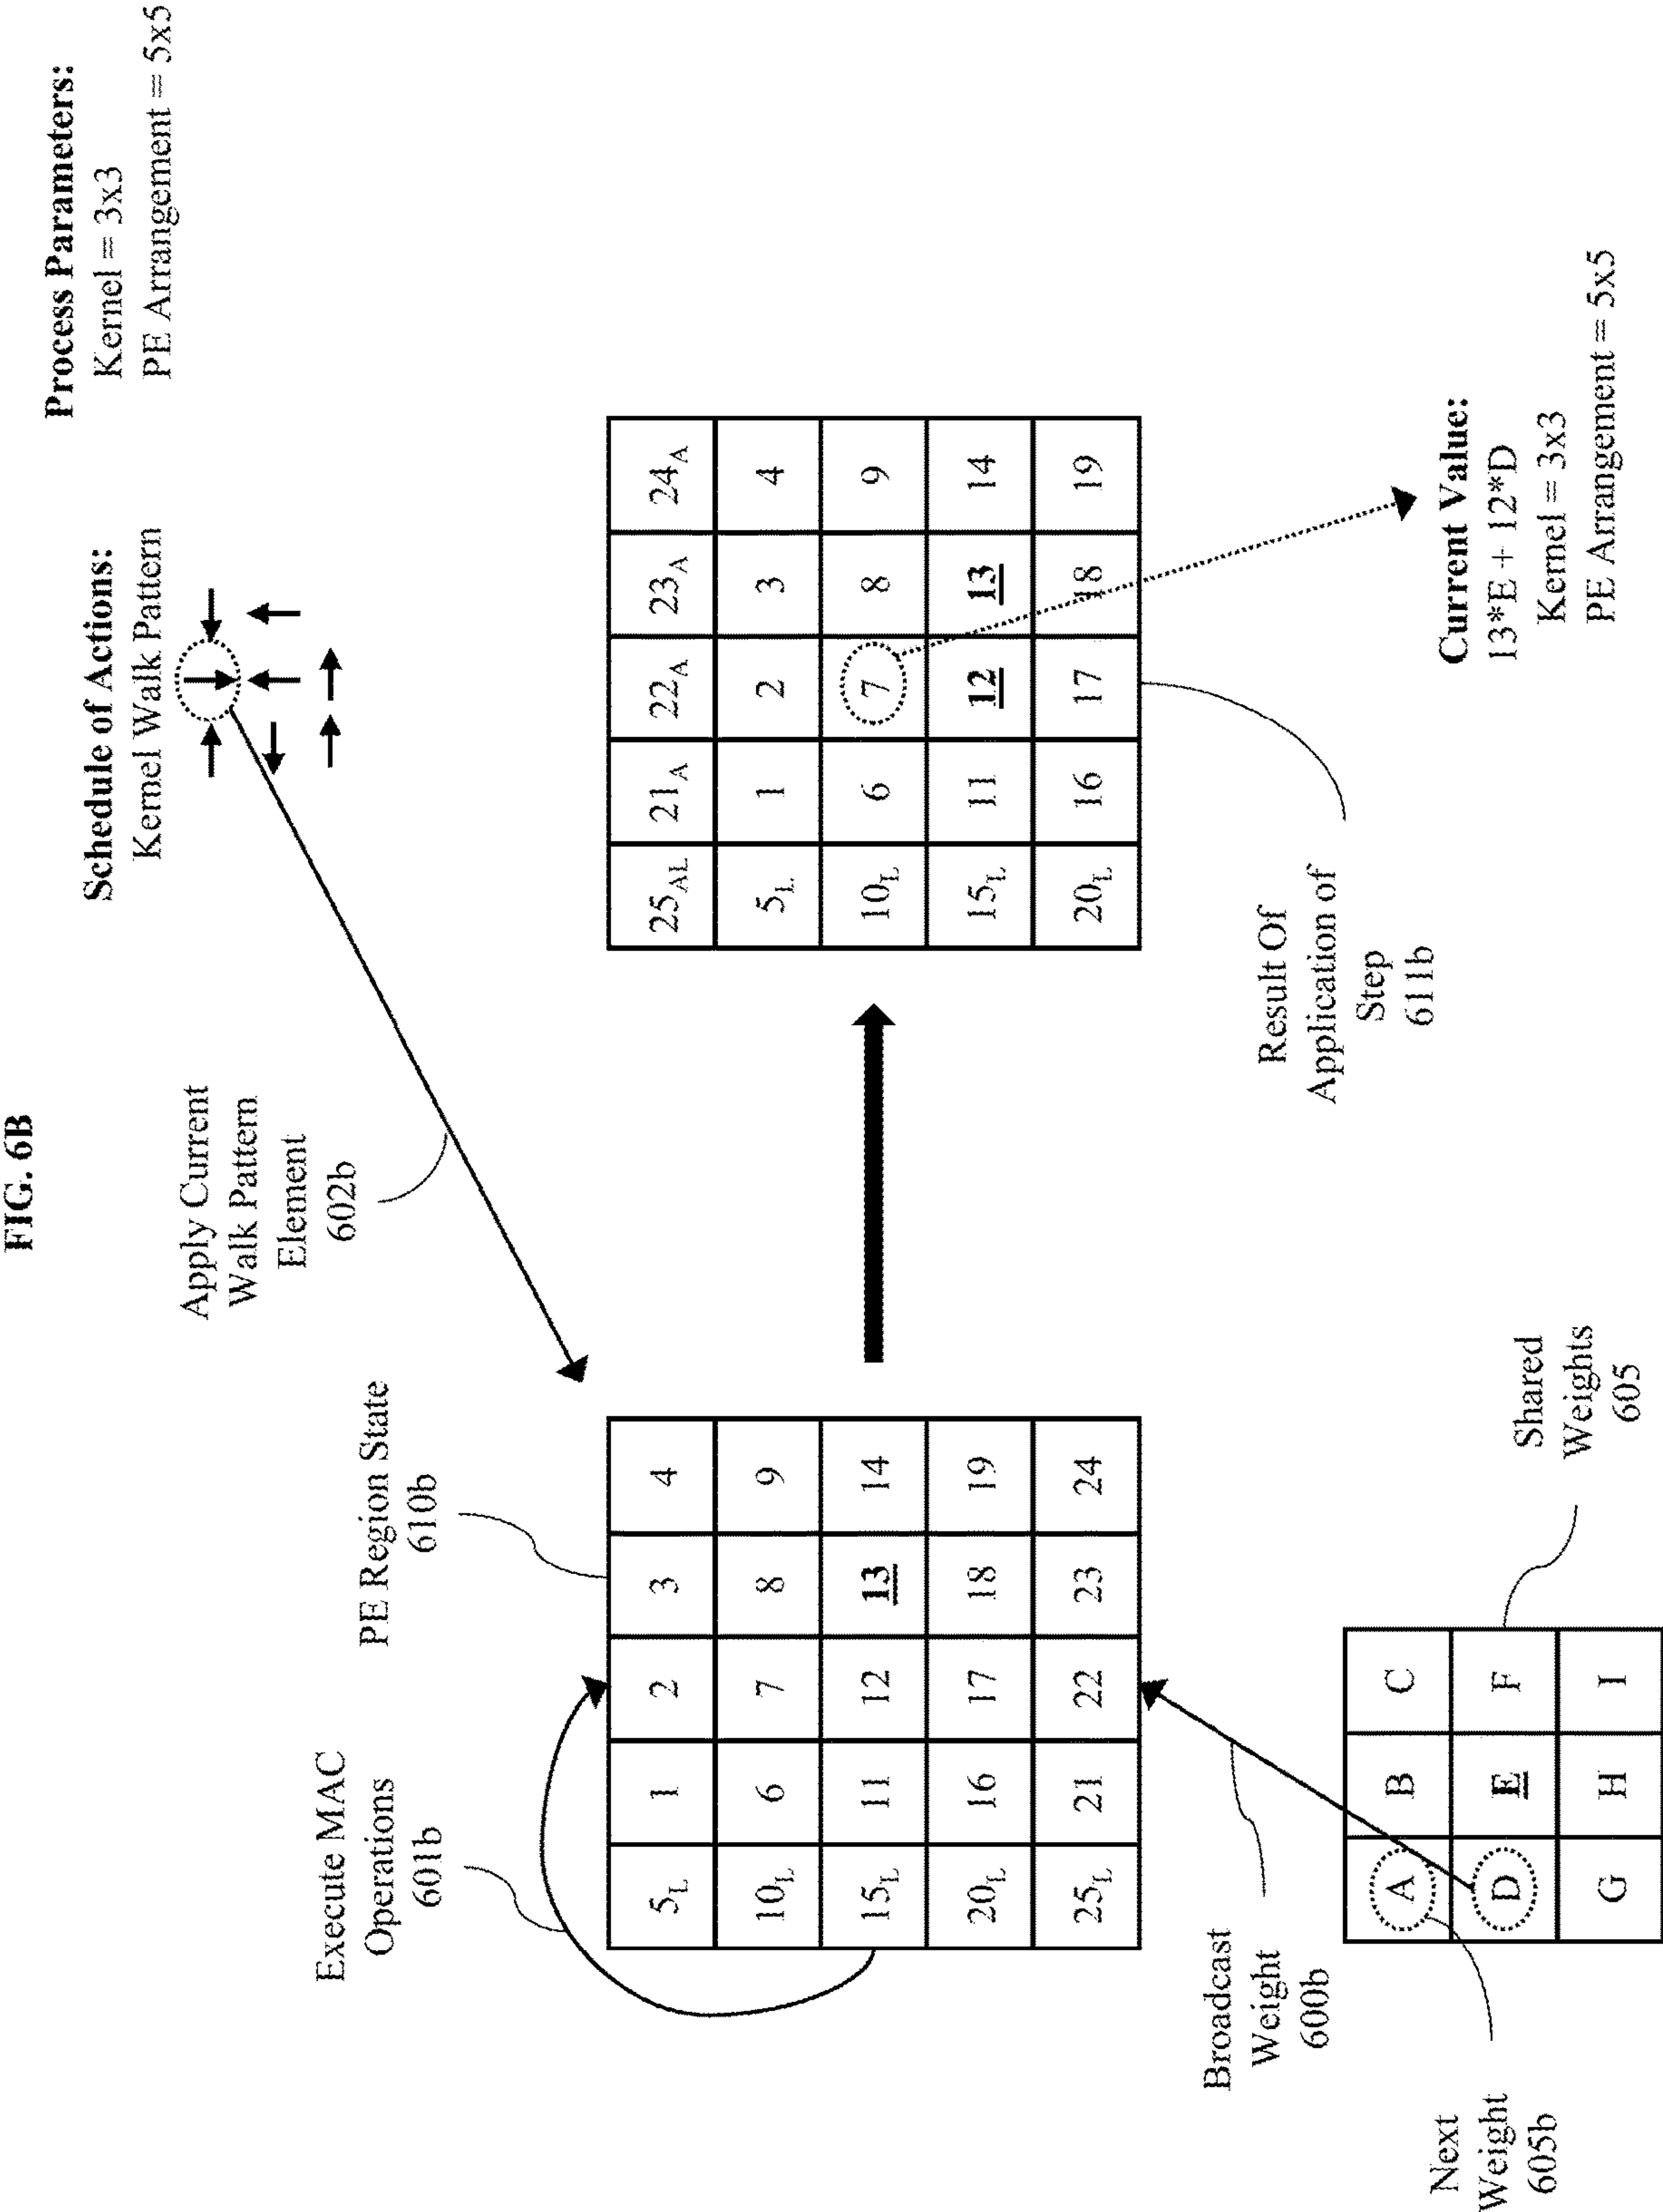 FIG. 6B
Process Parameters:
Kernel = 3x3
PE Arrangement = 5x5
Schedule of Actions:
Kernel Walk Pattern
Apply Current
Walk Pattern
Element
602b
Execute MAC
Operations
601b
PE Region State
610b
5L 1 2 3 4
10L 6 7 8 9
15L 11 12 13 14
20L 16 17 18 19
25L 21 22 23 24
25AL 21A 22A 23A 24A
5L 1 2 3 4
10L 6 7 8 9
15L 11 12 13 14
20L 16 17 18 19
Broadcast
Weight
600b
Result Of
Application of
Step
611b
Next
Weight
605b
A B C
D E F
G H I
Shared
Weights
605
Current Value:
13*E + 12*D
Kernel = 3x3
PE Arrangement = 5x5